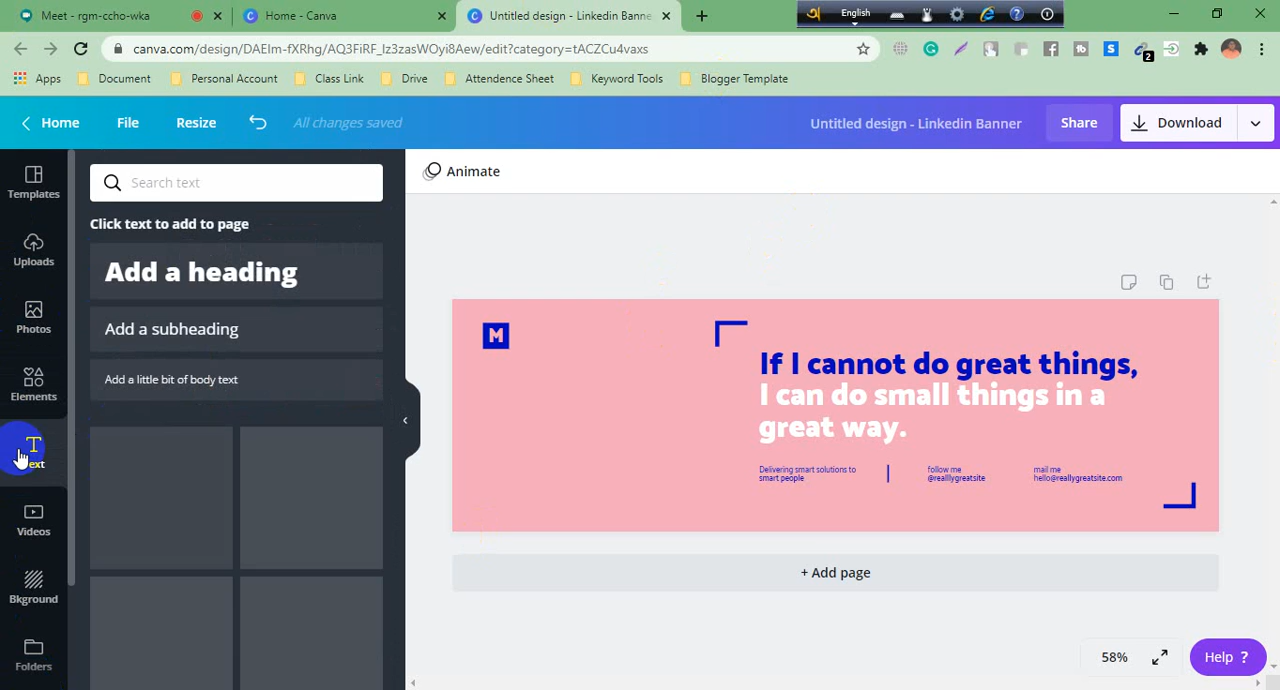 Meet - rgm-ccho-wka
Home - Canva
Untitled design - Linkedin Banne
English
canva.com/design/DAEIm-fXRhg/AQ3FiRF_lz3zasWOyi8Aew/edit?category=tACZCu4vaxs
2
Apps
Document
Personal Account
Class Link
Drive
Attendence Sheet
Keyword Tools
Blogger Template
Home
File
Resize
All changes saved
Untitled design - Linkedin Banner
Share
Download
Templates
Uploads
Photos
Elements
Text
Videos
Bkground
Folders
Search text
Click text to add to page
Add a heading
Add a subheading
Add a little bit of body text
Animate
M
If I cannot do great things,
I can do small things in a
great way.
Delivering smart solutions to
smart people
follow me
@realllygreatsite
mail me
hello@reallygreatsite.com
+ Add page
58%
Help ?